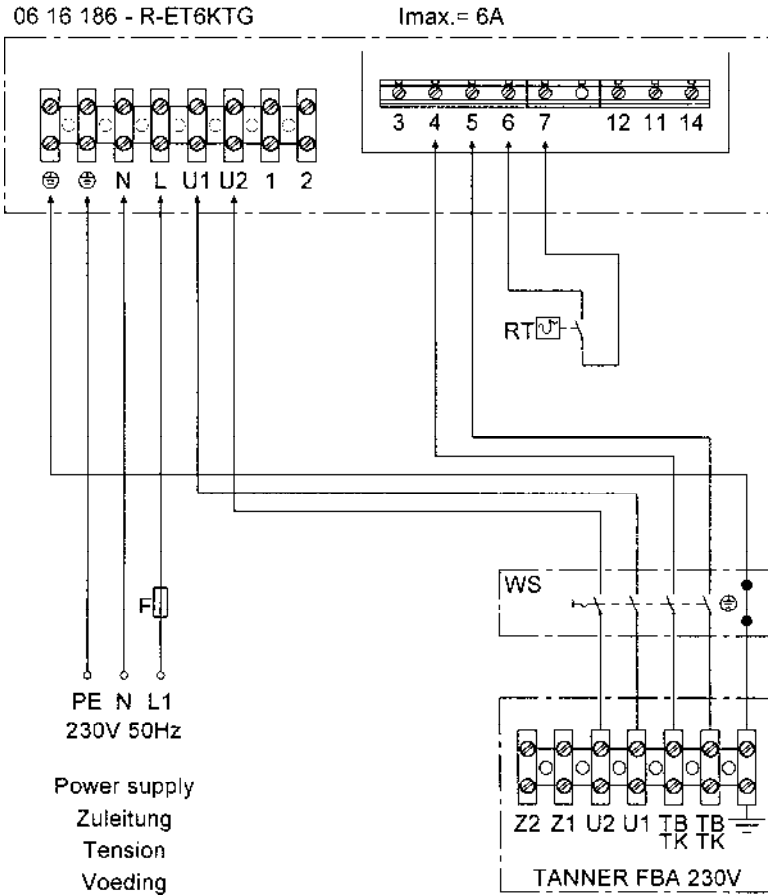 06 16 186 - R-ET6KTG Imax.= 6A
3 4 5 6 7 12 11 14
N L U1 U2 1 2
RT
WS
F
PE N L1
230V 50Hz
Power supply
Zuleitung
Tension
Voeding
Z2 Z1 U2 U1 TB TB
TK TK
TANNER FBA 230V